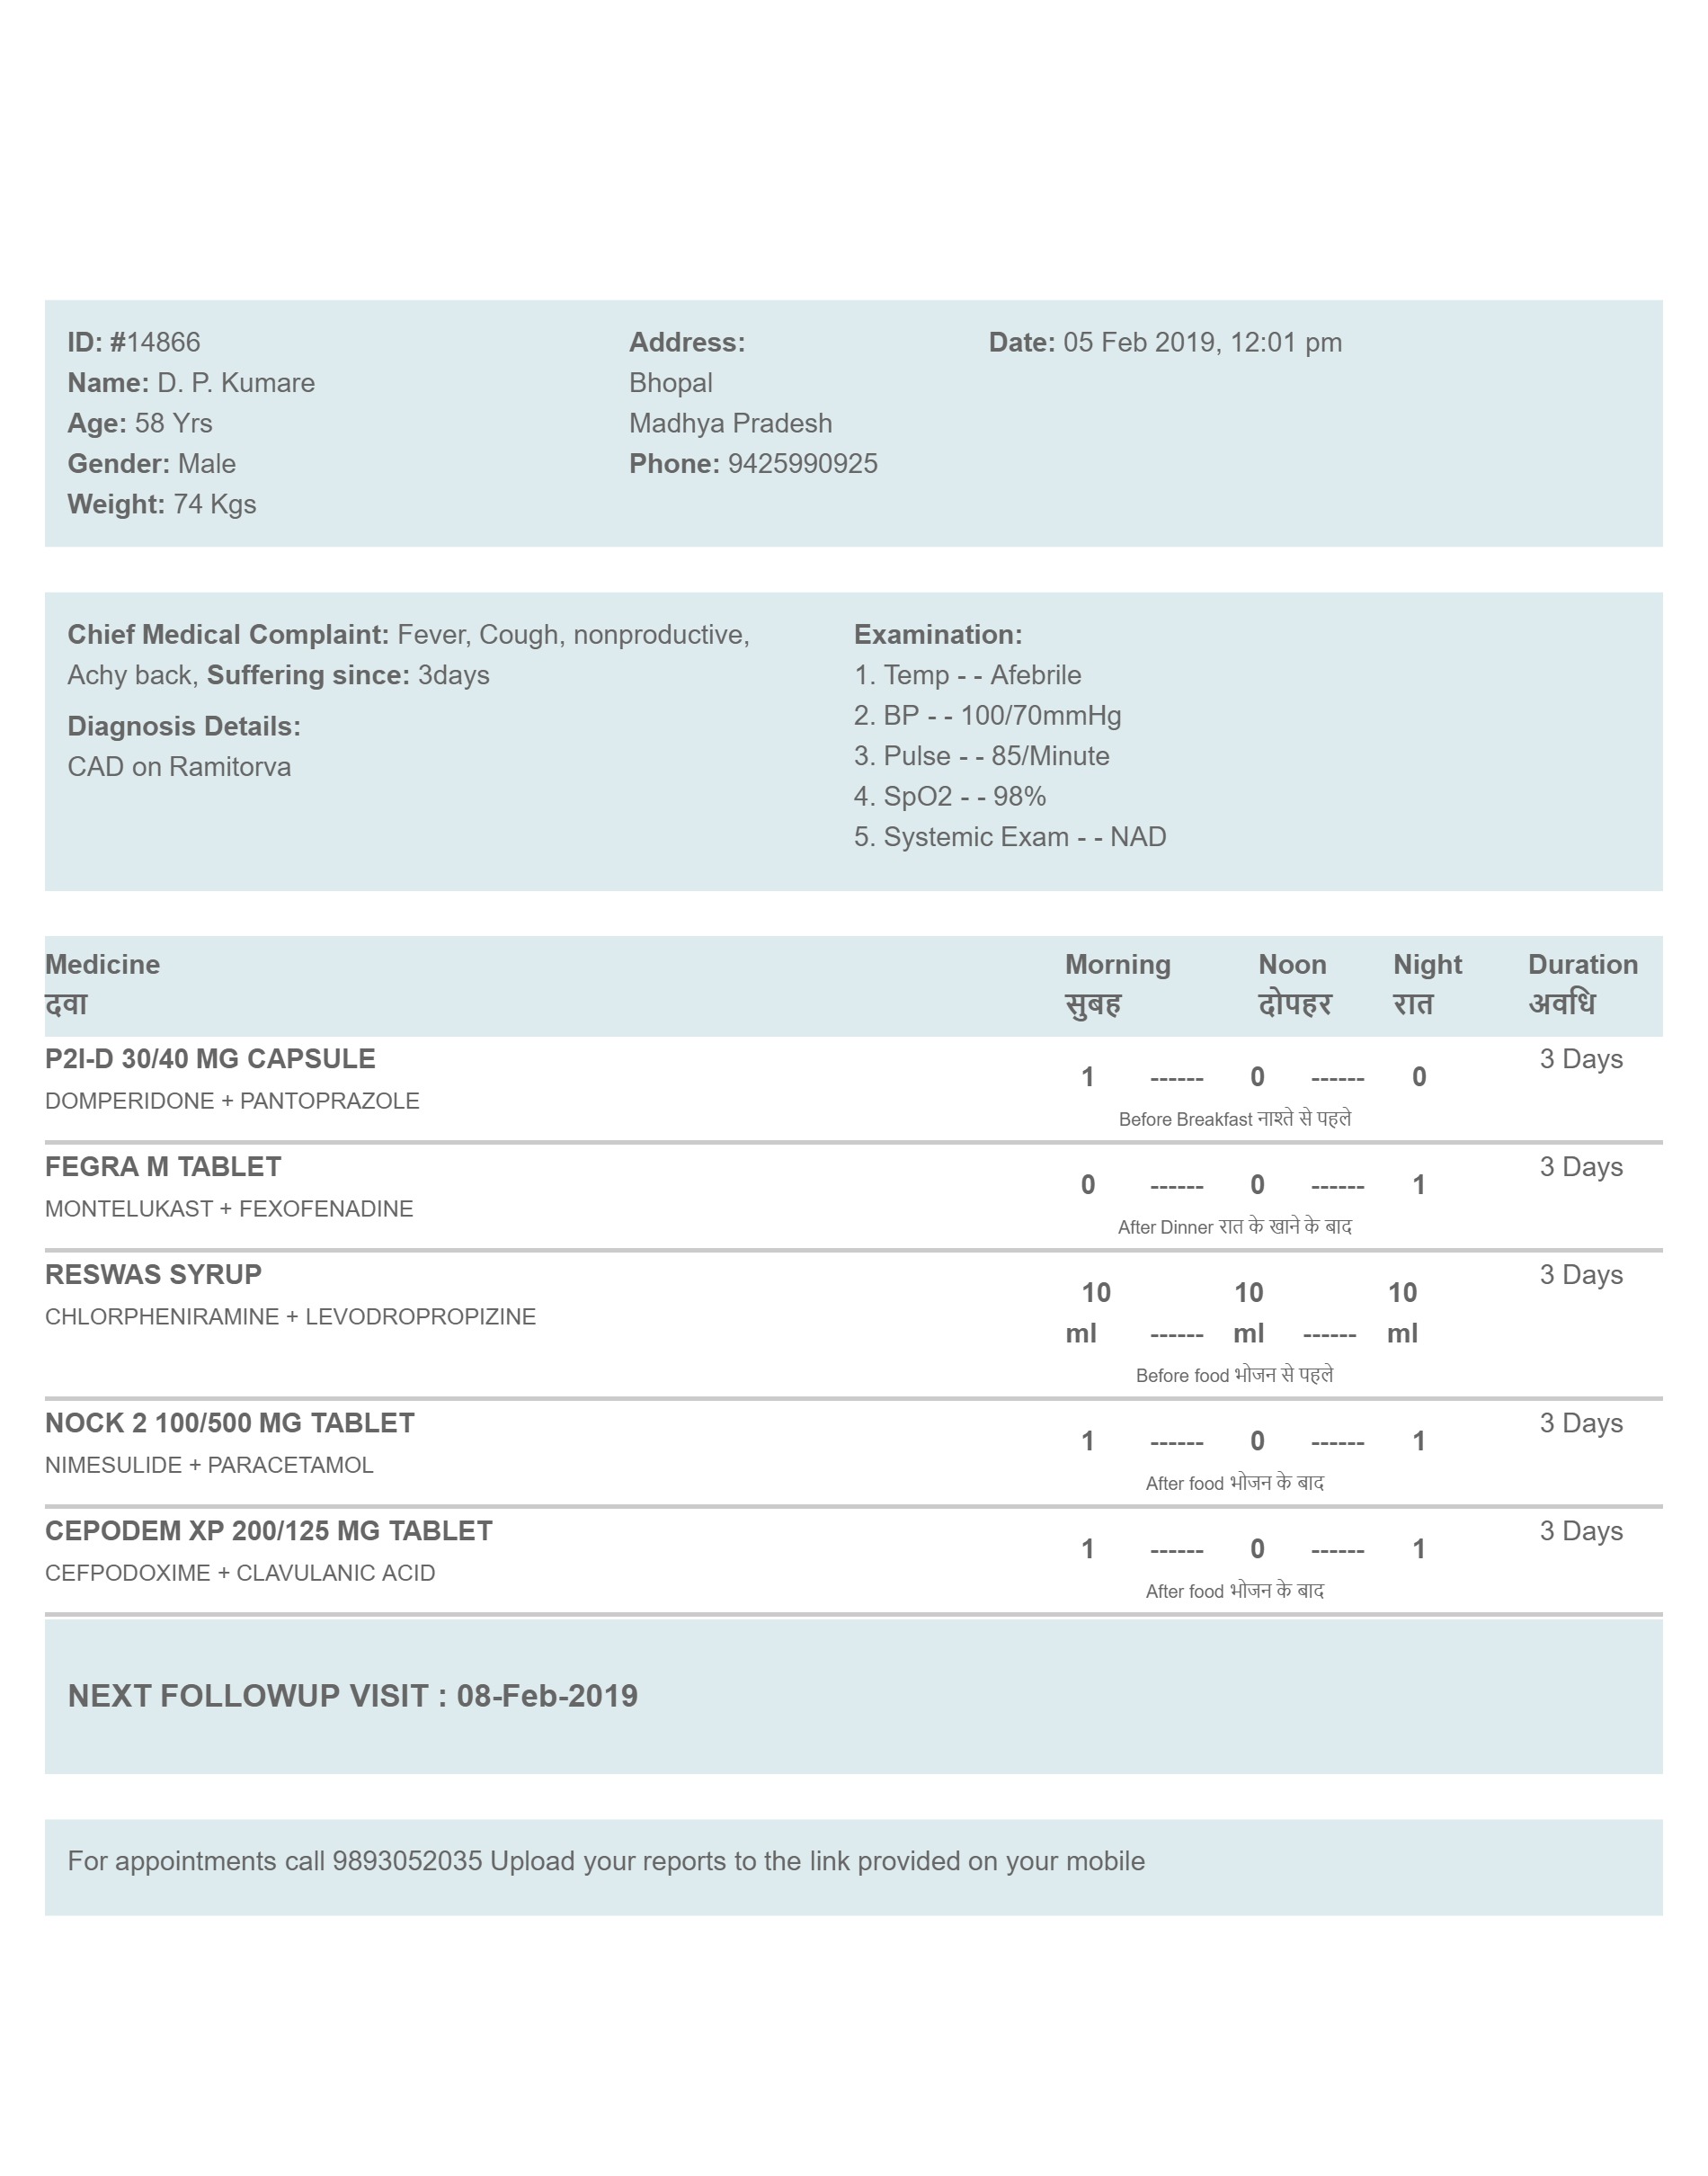 ID: #14866
Name: D. P. Kumare
Age: 58 Yrs
Gender: Male
Weight: 74 Kgs
Address:
Bhopal
Madhya Pradesh
Phone: 9425990925
Date: 05 Feb 2019, 12:01 pm
Chief Medical Complaint: Fever, Cough, nonproductive,
Achy back, Suffering since: 3days
Diagnosis Details:
CAD on Ramitorva
Examination:
1. Temp - - Afebrile
2. BP - - 100/70mmHg
3. Pulse - - 85/Minute
4. SpO2 - - 98%
5. Systemic Exam - - NAD
Medicine Morning Noon Night Duration
दवा सुबह दोपहर रात अवधि
P2I-D 30/40 MG CAPSULE 3 Days
1 ------ 0 ------ 0
DOMPERIDONE + PANTOPRAZOLE
Before Breakfast नाश्ते से पहले
FEGRA M TABLET 3 Days
0 ------ 0 ------ 1
MONTELUKAST + FEXOFENADINE
After Dinner रात के खाने के बाद
RESWAS SYRUP 3 Days
10 10 10
CHLORPHENIRAMINE + LEVODROPROPIZINE
ml ------ ml ------ ml
Before food भोजन से पहले
NOCK 2 100/500 MG TABLET 3 Days
1 ------ 0 ------ 1
NIMESULIDE + PARACETAMOL
After food भोजन के बाद
CEPODEM XP 200/125 MG TABLET 3 Days
1 ------ 0 ------ 1
CEFPODOXIME + CLAVULANIC ACID
After food भोजन के बाद
NEXT FOLLOWUP VISIT : 08-Feb-2019
For appointments call 9893052035 Upload your reports to the link provided on your mobile